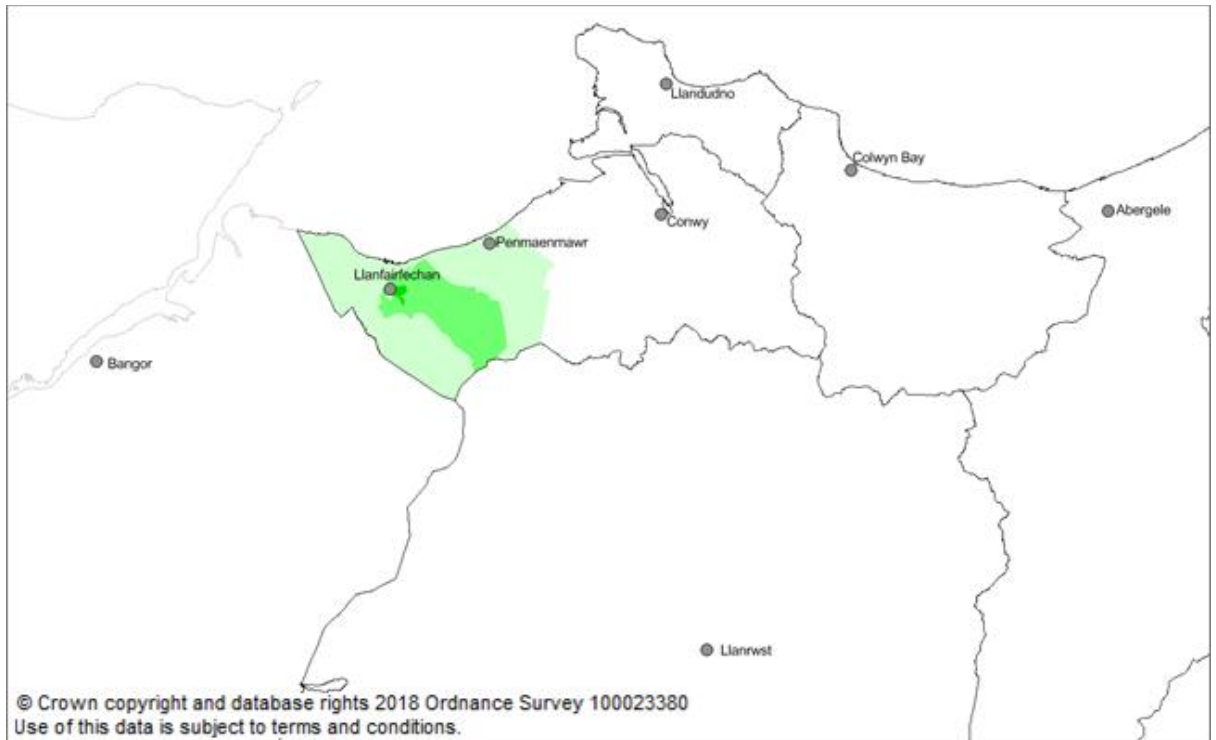 Llandudno
Colwyn Bay
Abergele
Conwy
Penmaenmawr
Llanfairfechan
Bangor
Llanrwst
© Crown copyright and database rights 2018 Ordnance Survey 100023380
Use of this data is subject to terms and conditions.